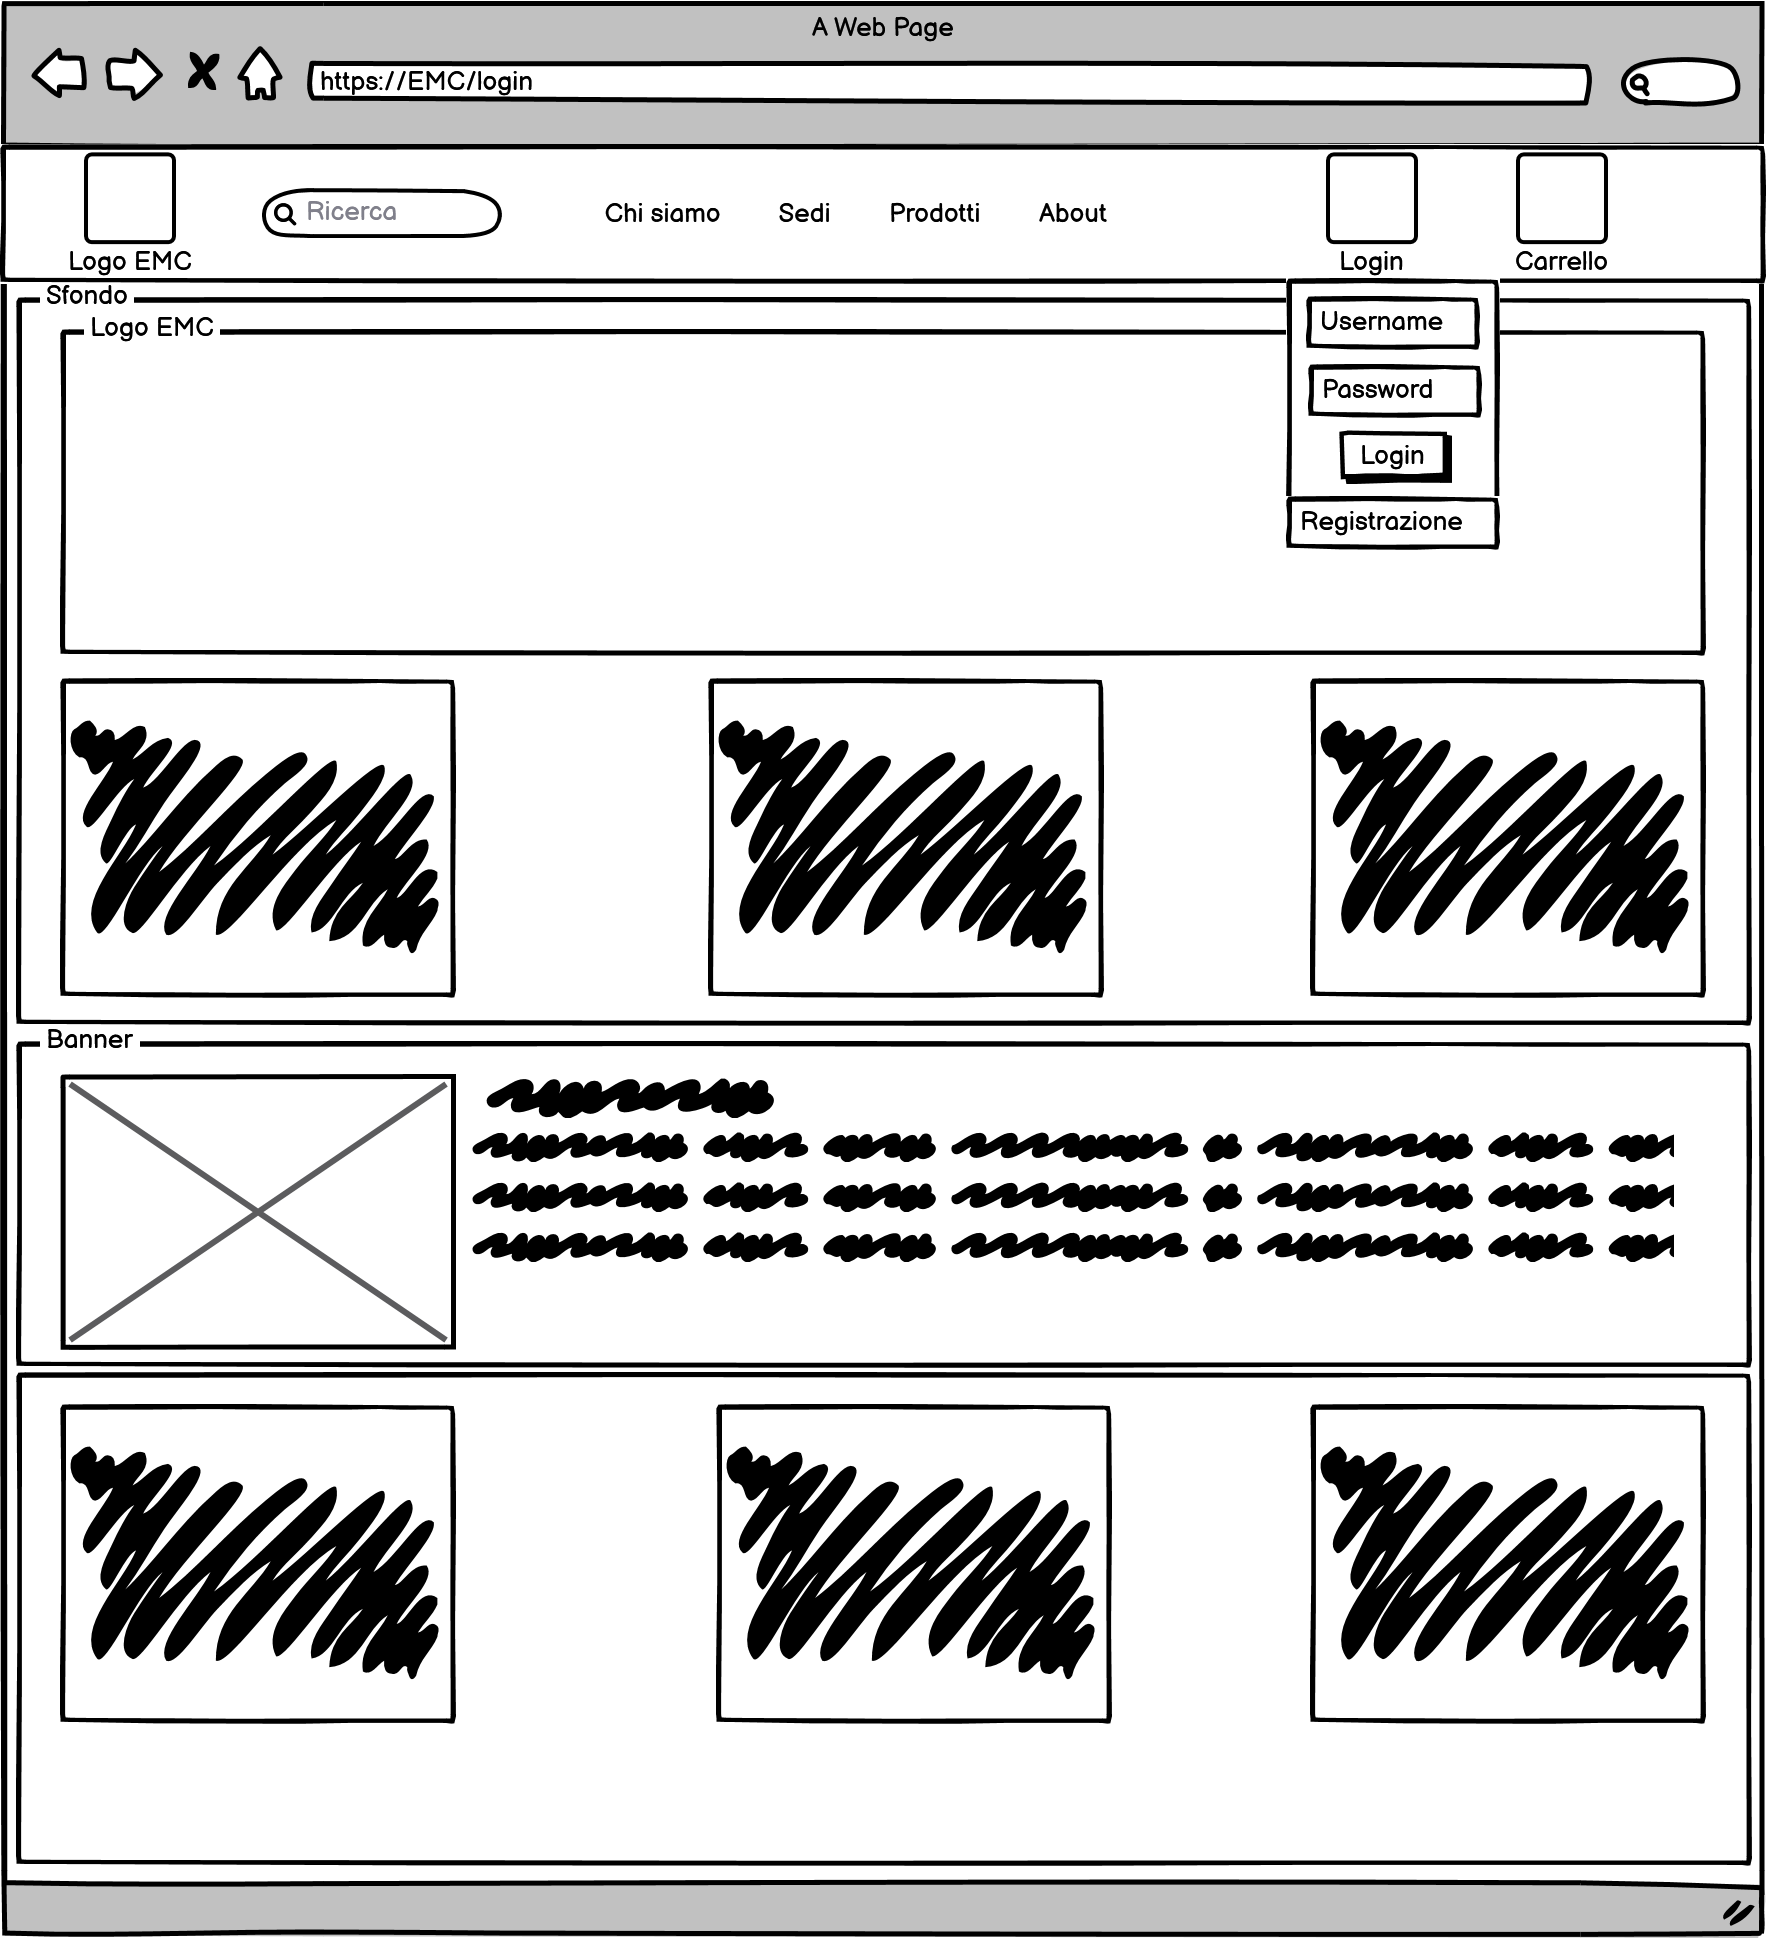 A Web Page
https://EMC/login
Ricerca
Chi siamo
Sedi
Prodotti
About
Logo EMC
Login
Carrello
Sfondo
Logo EMC
Username
Password
Login
Registrazione
Banner